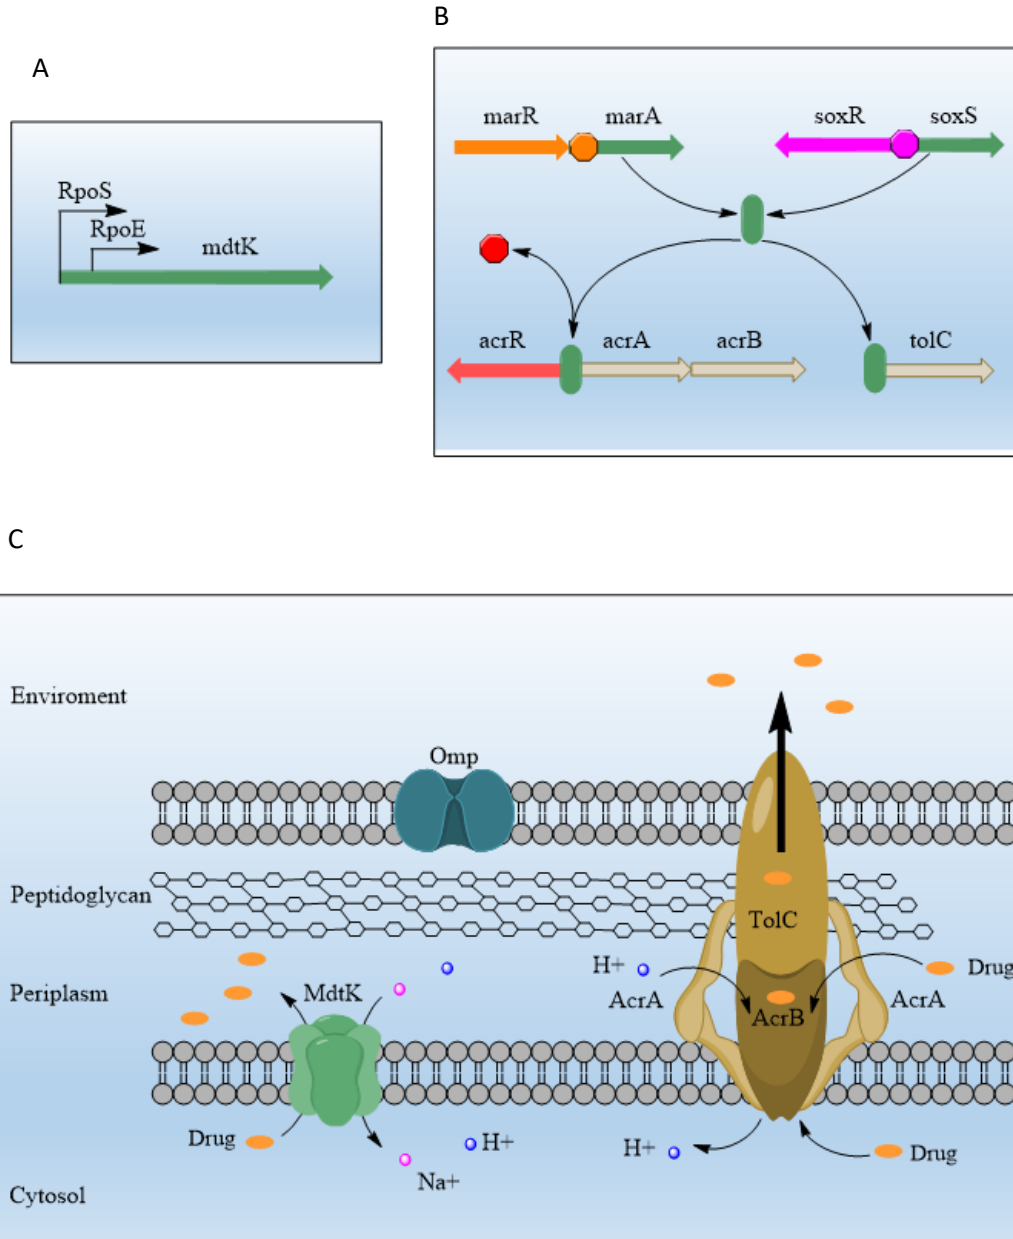 A
RpoS
RpoE
mdtK
B
marR marA soxR soxS
acrR acrA acrB tolC
C
Enviroment
Omp
Peptidoglycan
TolC
H+ Drug
Periplasm MdtK AcrA AcrA
AcrB
Drug H+ H+ Drug
Na+
Cytosol